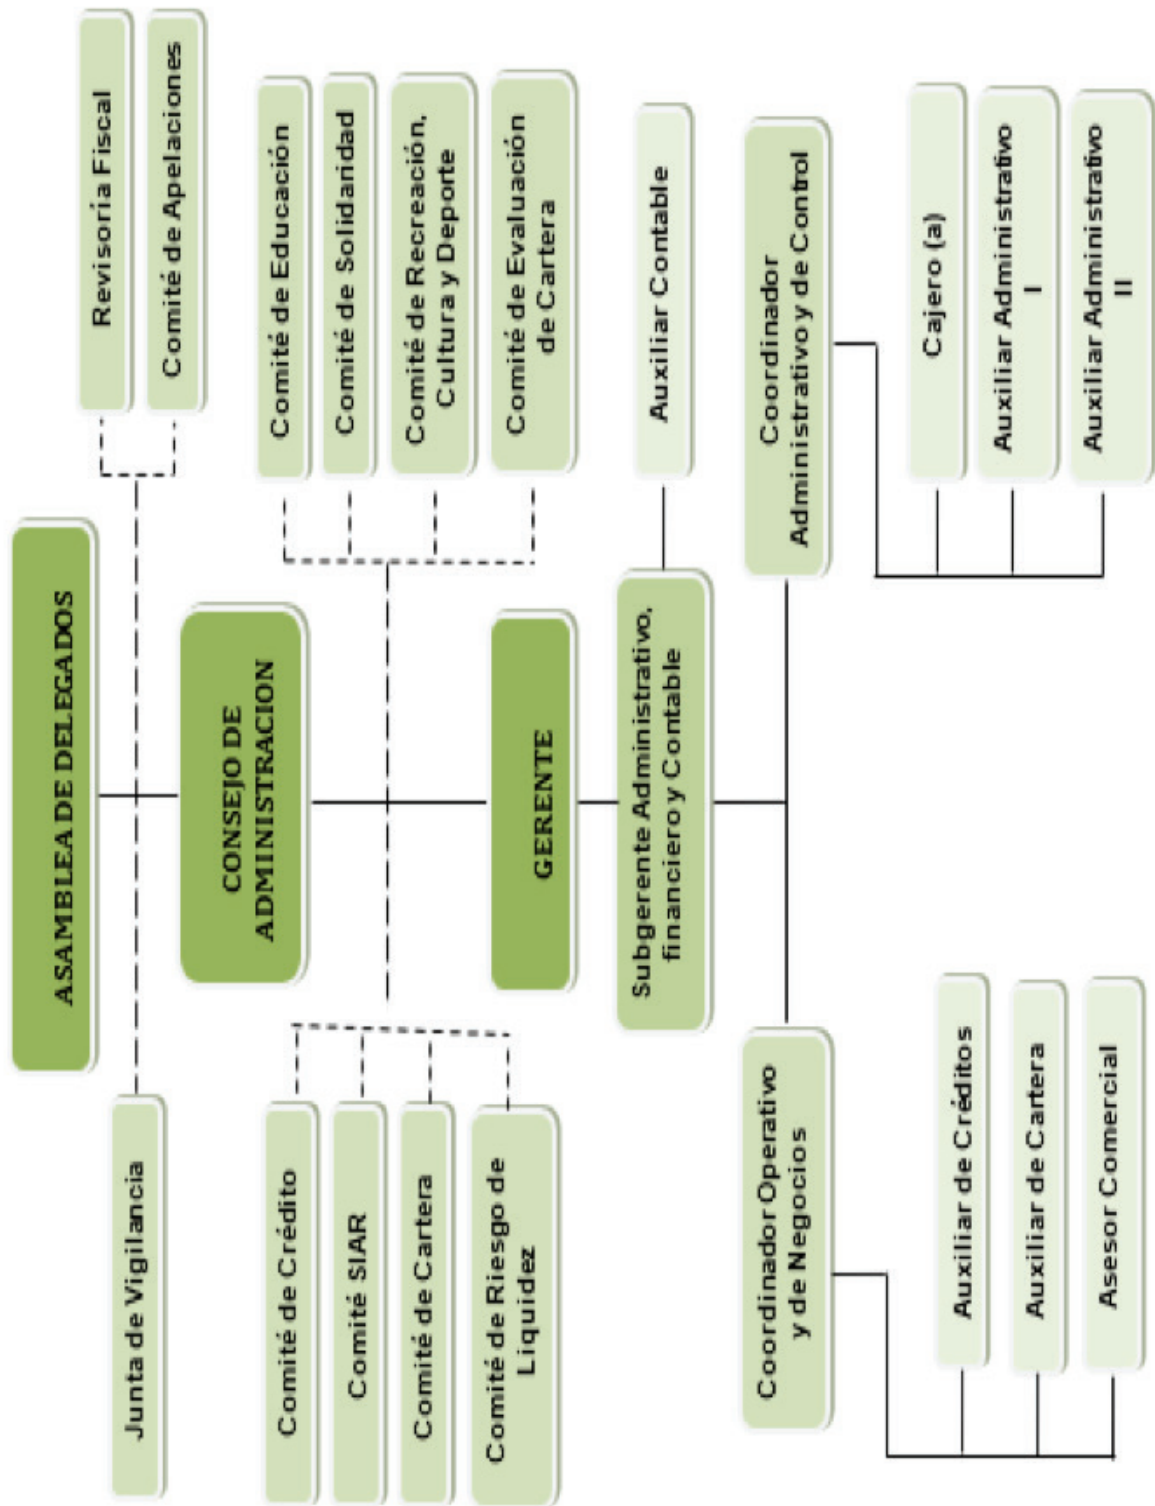 ASAMBLEA DE DELEGADOS
Junta de Vigilancia
Revisoría Fiscal
Comité de Apelaciones
CONSEJO DE
ADMINISTRACION
Comité de Crédito
Comité SIAR
Comité de Cartera
Comité de Riesgo de
Liquidez
Comité de Educación
Comité de Solidaridad
Comité de Recreación,
Cultura y Deporte
Comité de Evaluación
de Cartera
GERENTE
Subgerente Administrativo,
financiero y Contable
Auxiliar Contable
Coordinador Operativo
y de Negocios
Coordinador
Administrativo y de Control
Auxiliar de Créditos
Auxiliar de Cartera
Asesor Comercial
Cajero (a)
Auxiliar Administrativo
I
Auxiliar Administrativo
II